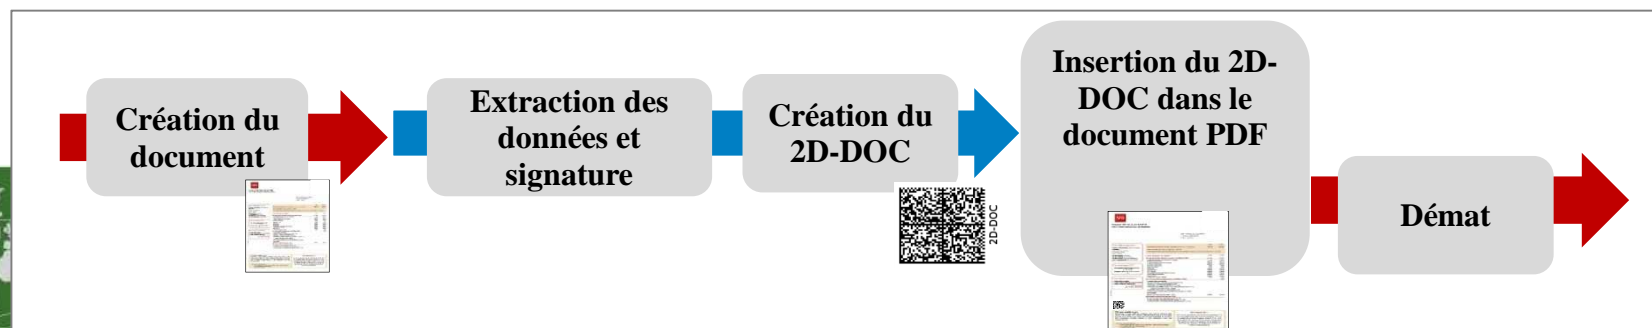 Création du
document
Extraction des
données et
signature
Création du
2D-DOC
2D-DOC
Insertion du 2D-
DOC dans le
document PDF
Démat